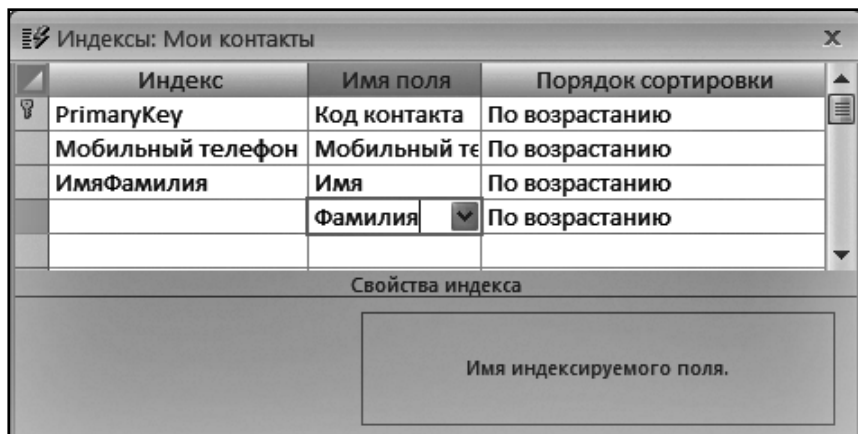 Индексы: Мои контакты
Индекс Имя поля Порядок сортировки
PrimaryKey Код контакта По возрастанию
Мобильный телефон Мобильный те По возрастанию
ИмяФамилия Имя По возрастанию
Фамилия По возрастанию
Свойства индекса
Имя индексируемого поля.